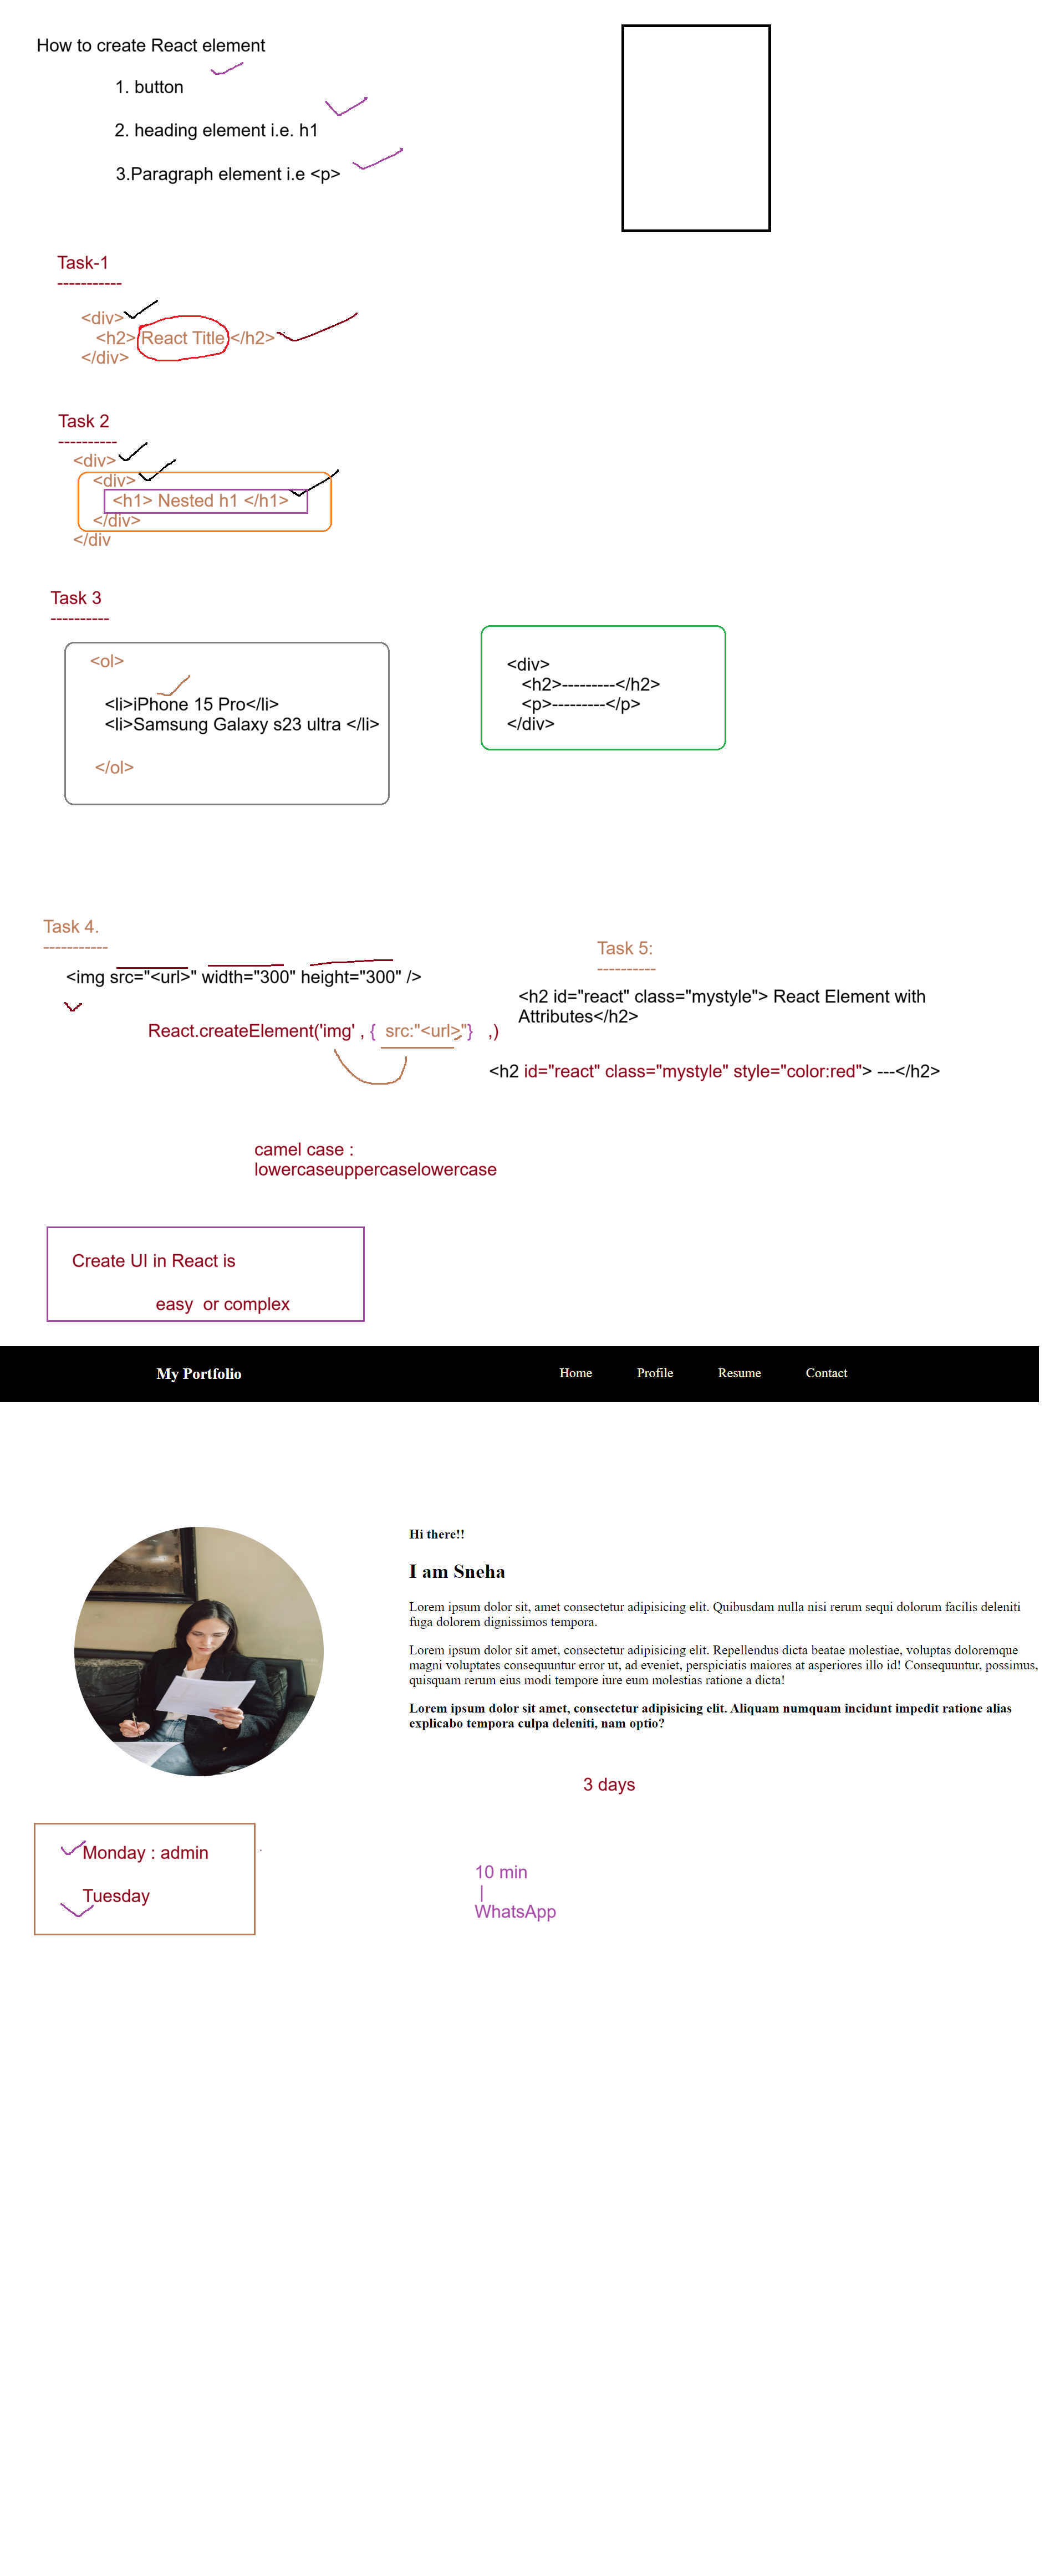 How to create React element
1. button
2. heading element i.e. h1
3.Paragraph element i.e <p>
Task-1
-----------
<div>
<h2> React Title </h2>
</div>
Task 2
----------
<div>
<div>
<h1> Nested h1 </h1>
</div>
</div
Task 3
----------
<ol>
<li>iPhone 15 Pro</li>
<li>Samsung Galaxy s23 ultra </li>
</ol>
<div>
<h2>---------</h2>
<p>---------</p>
</div>
Task 4.
-----------
<img src="<url>" width="300" height="300" />
React.createElement('img' , { src:"<url>"} ,)
Task 5:
----------
<h2 id="react" class="mystyle"> React Element with
Attributes</h2>
<h2 id="react" class="mystyle" style="color:red"> ---</h2>
camel case :
lowercaseuppercaselowercase
Create UI in React is
easy or complex
My Portfolio Home Profile Resume Contact
Hi there!!
I am Sneha
Lorem ipsum dolor sit, amet consectetur adipisicing elit. Quibusdam nulla nisi rerum sequi dolorum facilis deleniti
fuga dolorem dignissimos tempora.
Lorem ipsum dolor sit amet, consectetur adipisicing elit. Repellendus dicta beatae molestiae, voluptas doloremque
magni voluptates consequuntur error ut, ad eveniet, perspiciatis maiores at asperiores illo id! Consequuntur, possimus,
quisquam rerum eius modi tempore iure eum molestias ratione a dicta!
Lorem ipsum dolor sit amet, consectetur adipisicing elit. Aliquam numquam incidunt impedit ratione alias
explicabo tempora culpa deleniti, nam optio?
3 days
Monday : admin
Tuesday
10 min
|
WhatsApp